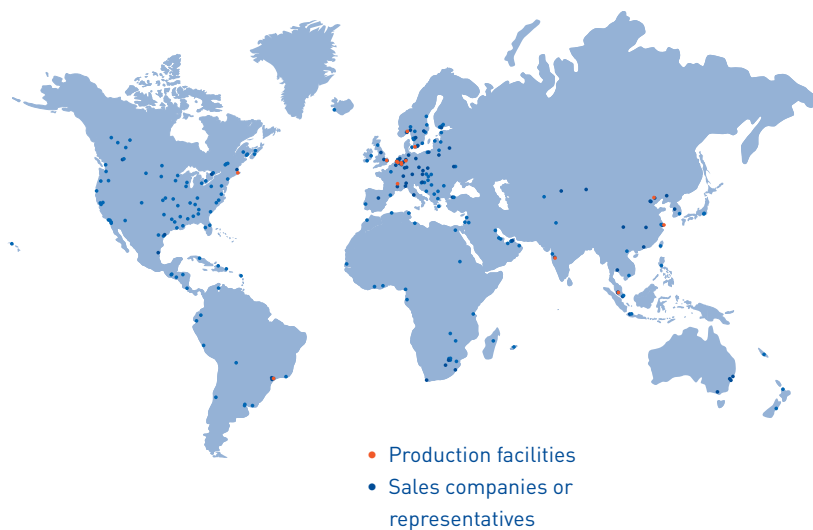 Production facilities
Sales companies or
representatives